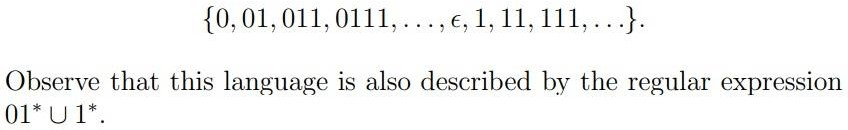 {0, 01, 011, 0111, . . . , ϵ, 1, 11, 111, . . .}.
Observe that this language is also described by the regular expression
01* ∪ 1*.